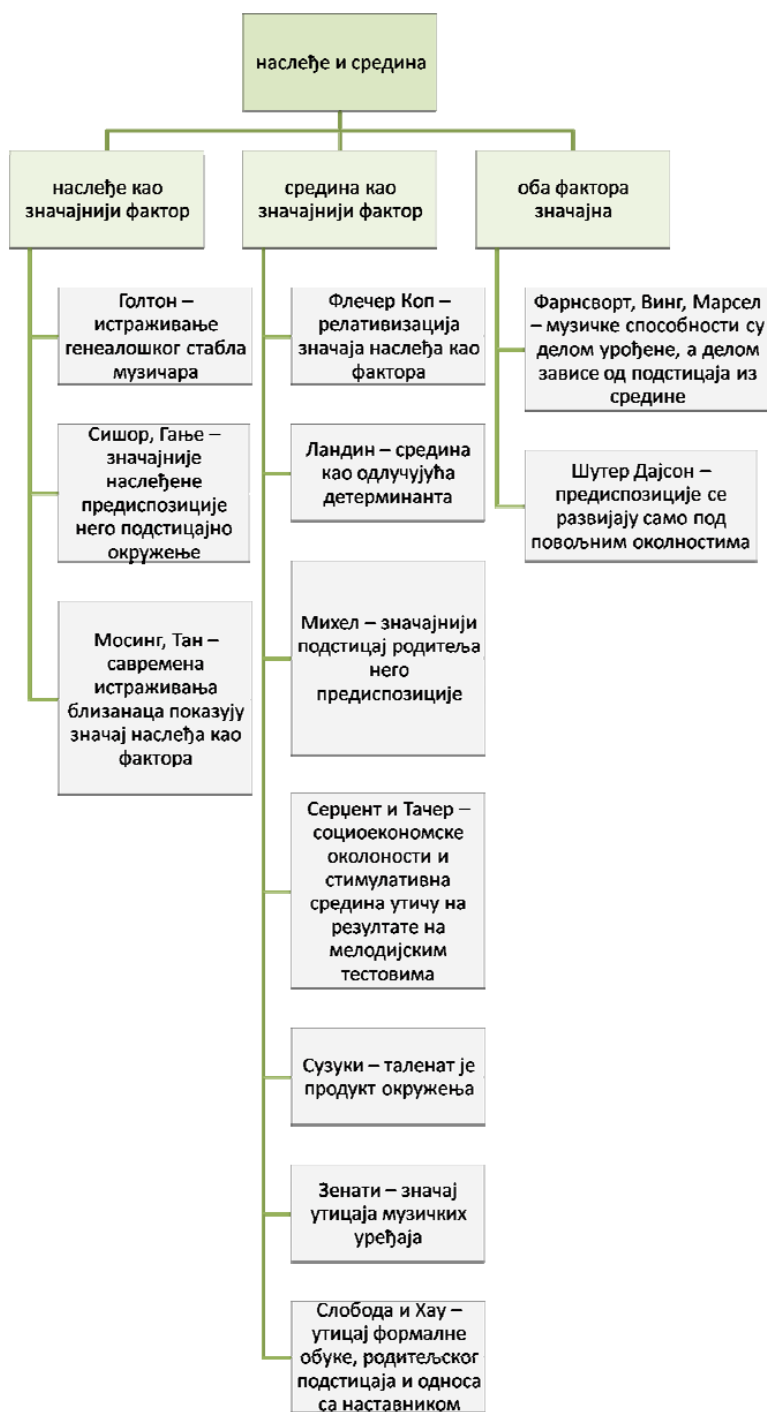 наслеђе и средина
наслеђе као
значајнији фактор
Голтон –
истраживање
генеалошког стабла
музичара
Сишор, Гање –
значајније
наслеђене
предиспозиције
него подстицајно
окружење
Мосинг, Тан –
савремена
истраживања
близанаца показују
значај наслеђа као
фактора
средина као
значајнији фактор
Флечер Коп –
релативизација
значаја наслеђа као
фактора
Ландин – средина
као одлучујућа
детерминанта
Михел – значајнији
подстицај родитеља
него
предиспозиције
Серџент и Тачер –
социоекономске
околоности и
стимулативна
средина утичу на
резултате на
мелодијским
тестовима
Сузуки – таленат је
продукт окружења
Зенати – значај
утицаја музичких
уређаја
Слобода и Хау –
утицај формалне
обуке, родитељског
подстицаја и односа
са наставником
оба фактора
значајна
Фарнсворт, Винг, Марсел
– музичке способности су
делом урођене, а делом
зависе од подстицаја из
средине
Шутер Дајсон –
предиспозиције се
развијају само под
повољним околностима